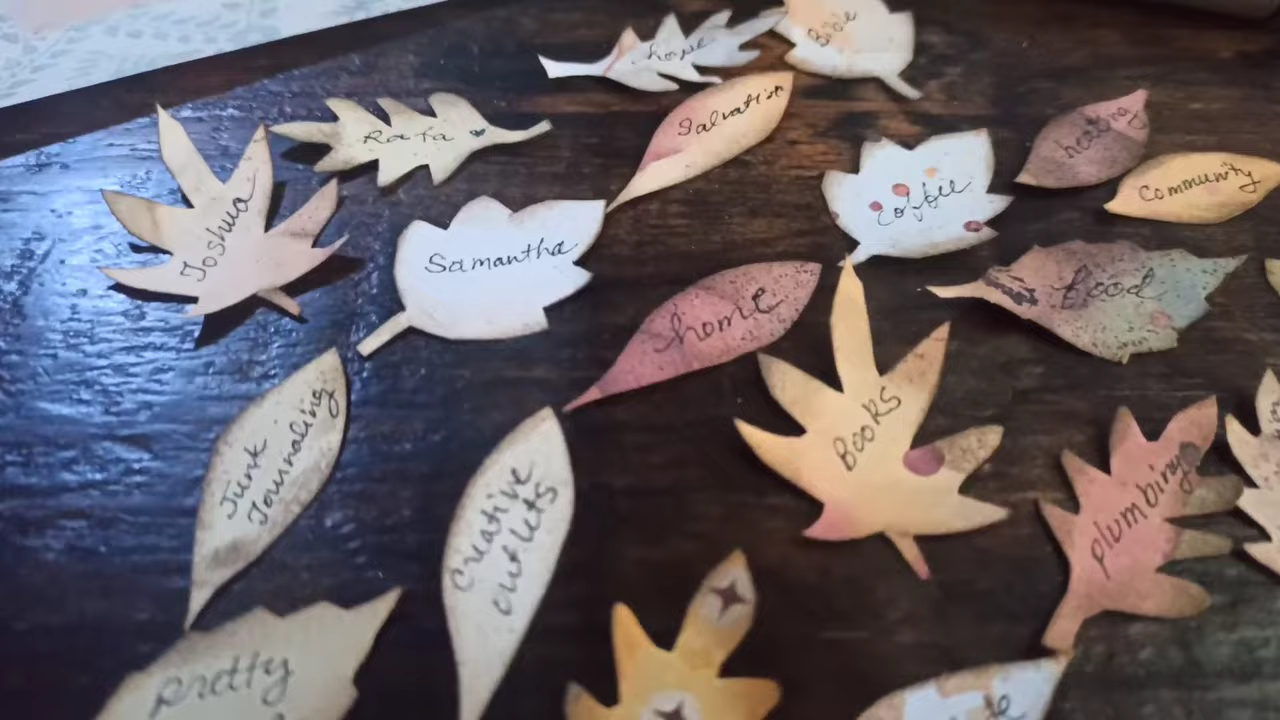 hope
Bible
Salvation
Rafa
Joshua
Samantha
coffee
healing
Community
food
home
Books
Junk
Journaling
Creative
outlets
plumbing
Pretty